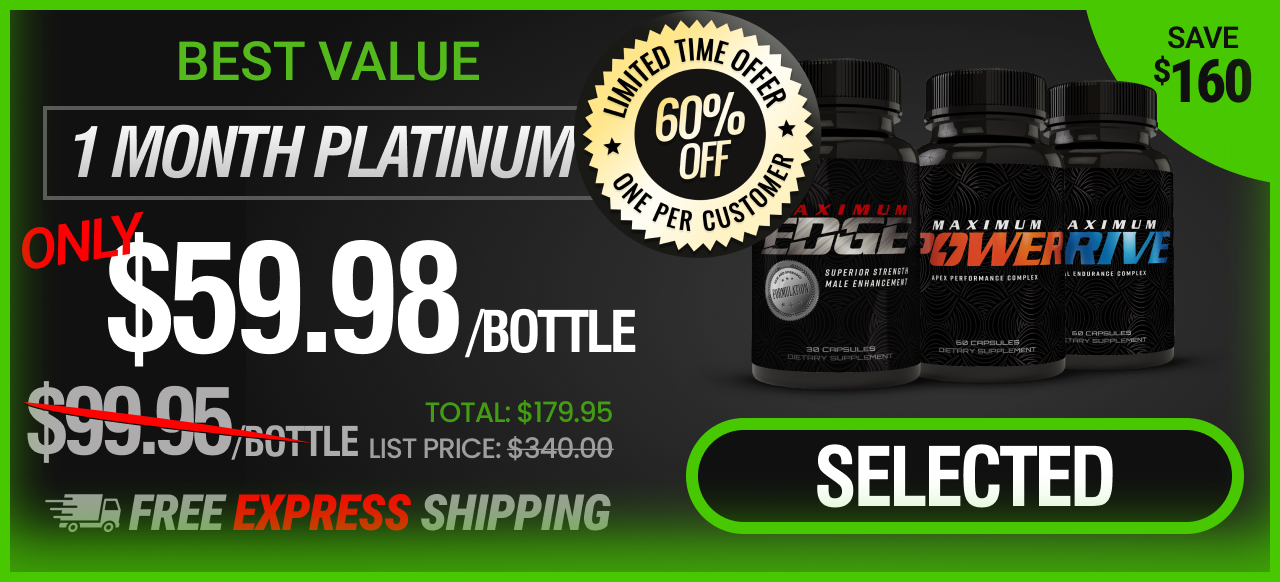 BEST VALUE
1 MONTH PLATINUM
LIMITED TIME OFFER
60%
OFF
ONE PER CUSTOMER
SAVE
$160
ONLY
$59.98 /BOTTLE
$99.95 /BOTTLE
TOTAL: $179.95
LIST PRICE: $340.00
FREE EXPRESS SHIPPING
AXIMUM
EDGE
SUPERIOR STRENGTH
MALE ENHANCEMENT
FORMULATION
30 CAPSULES
DIETARY SUPPLEMENT
MAXIMUM
POWER
APEX PERFORMANCE COMPLEX
60 CAPSULES
DIETARY SUPPLEMENT
AXIMUM
RIVE
L ENDURANCE COMPLEX
60 CAPSULES
ETARY SUPPLEMENT
SELECTED